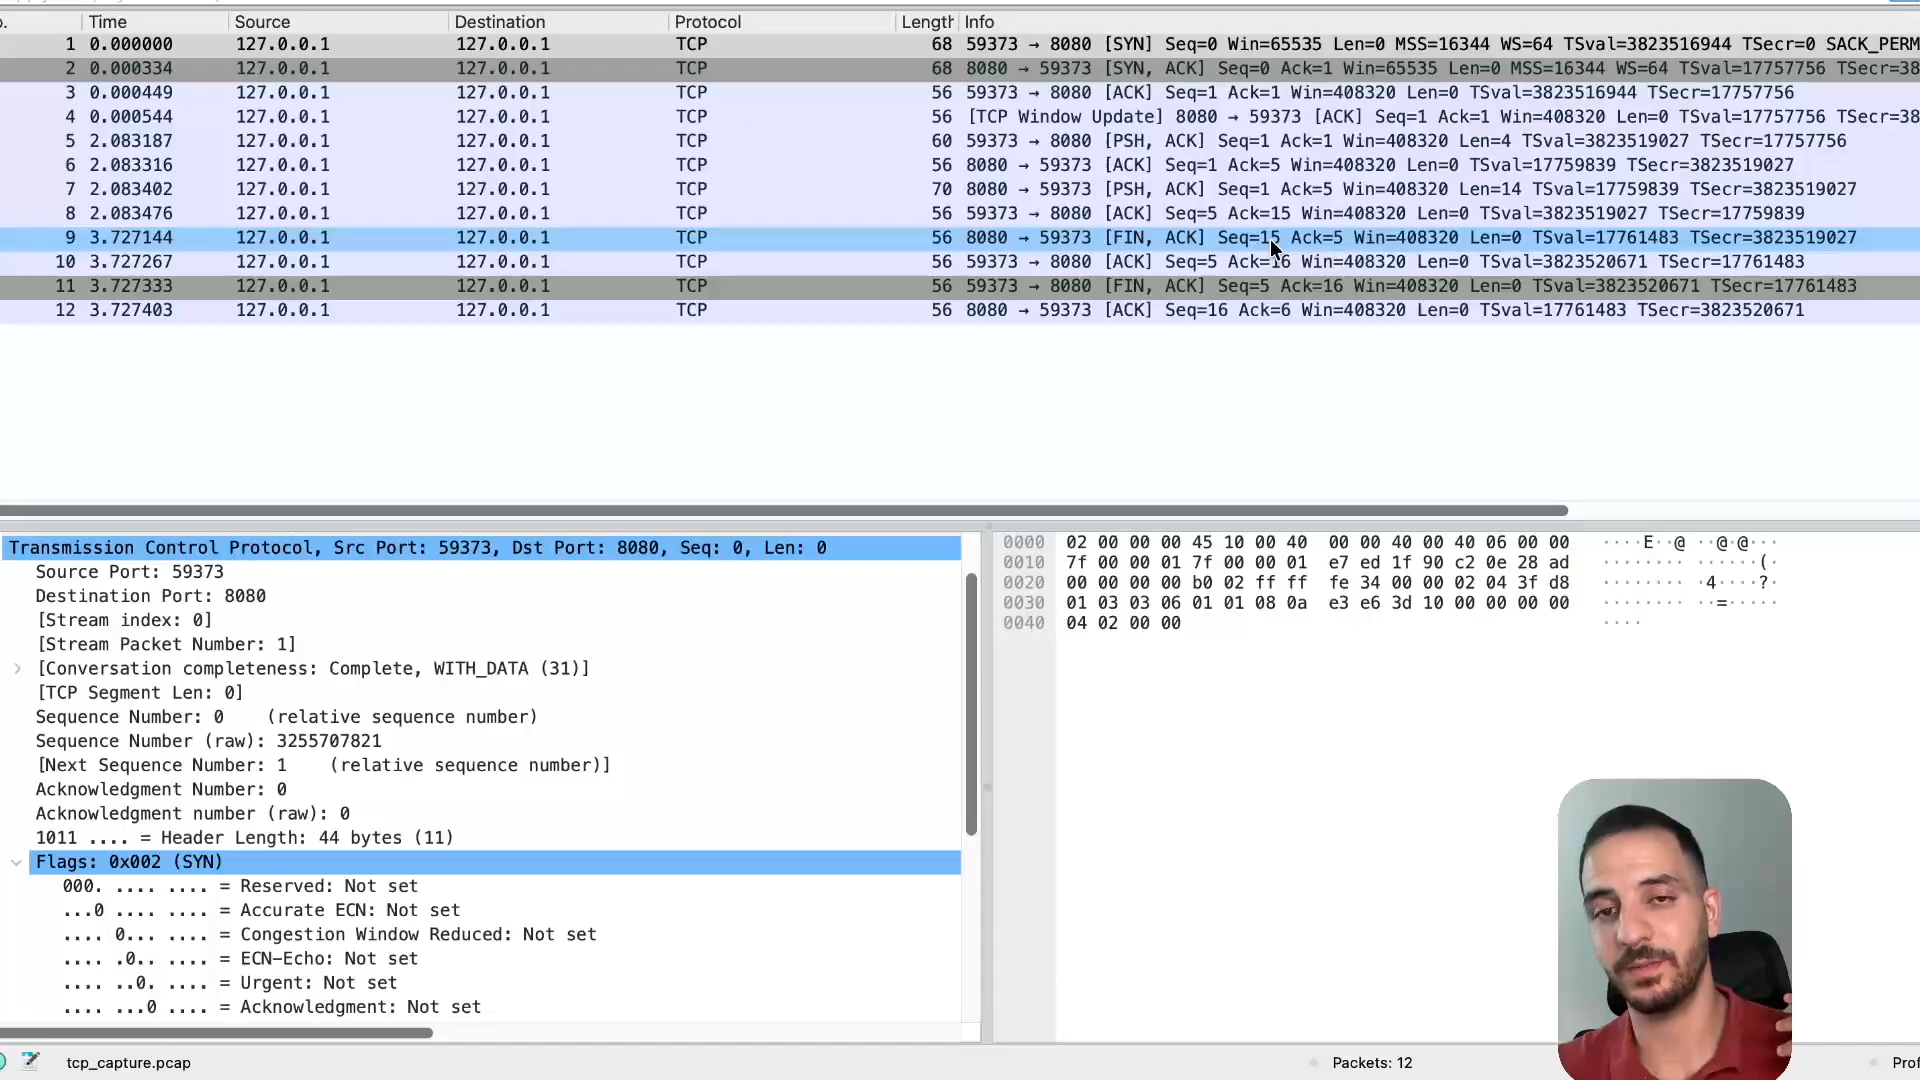 Time Source Destination Protocol Length Info
1 0.000000 127.0.0.1 127.0.0.1 TCP 68 59373 → 8080 [SYN] Seq=0 Win=65535 Len=0 MSS=16344 WS=64 TSval=3823516944 TSecr=0 SACK_PERM
2 0.000334 127.0.0.1 127.0.0.1 TCP 68 8080 → 59373 [SYN, ACK] Seq=0 Ack=1 Win=65535 Len=0 MSS=16344 WS=64 TSval=17757756 TSecr=38
3 0.000449 127.0.0.1 127.0.0.1 TCP 56 59373 → 8080 [ACK] Seq=1 Ack=1 Win=408320 Len=0 TSval=3823516944 TSecr=17757756
4 0.000544 127.0.0.1 127.0.0.1 TCP 56 [TCP Window Update] 8080 → 59373 [ACK] Seq=1 Ack=1 Win=408320 Len=0 TSval=17757756 TSecr=38
5 2.083187 127.0.0.1 127.0.0.1 TCP 60 59373 → 8080 [PSH, ACK] Seq=1 Ack=1 Win=408320 Len=4 TSval=3823519027 TSecr=17757756
6 2.083316 127.0.0.1 127.0.0.1 TCP 56 8080 → 59373 [ACK] Seq=1 Ack=5 Win=408320 Len=0 TSval=17759839 TSecr=3823519027
7 2.083402 127.0.0.1 127.0.0.1 TCP 70 8080 → 59373 [PSH, ACK] Seq=1 Ack=5 Win=408320 Len=14 TSval=17759839 TSecr=3823519027
8 2.083476 127.0.0.1 127.0.0.1 TCP 56 59373 → 8080 [ACK] Seq=5 Ack=15 Win=408320 Len=0 TSval=3823519027 TSecr=17759839
9 3.727144 127.0.0.1 127.0.0.1 TCP 56 8080 → 59373 [FIN, ACK] Seq=15 Ack=5 Win=408320 Len=0 TSval=17761483 TSecr=3823519027
10 3.727267 127.0.0.1 127.0.0.1 TCP 56 59373 → 8080 [ACK] Seq=5 Ack=16 Win=408320 Len=0 TSval=3823520671 TSecr=17761483
11 3.727333 127.0.0.1 127.0.0.1 TCP 56 59373 → 8080 [FIN, ACK] Seq=5 Ack=16 Win=408320 Len=0 TSval=3823520671 TSecr=17761483
12 3.727403 127.0.0.1 127.0.0.1 TCP 56 8080 → 59373 [ACK] Seq=16 Ack=6 Win=408320 Len=0 TSval=17761483 TSecr=3823520671
Transmission Control Protocol, Src Port: 59373, Dst Port: 8080, Seq: 0, Len: 0
Source Port: 59373
Destination Port: 8080
[Stream index: 0]
[Stream Packet Number: 1]
[Conversation completeness: Complete, WITH_DATA (31)]
[TCP Segment Len: 0]
Sequence Number: 0 (relative sequence number)
Sequence Number (raw): 3255707821
[Next Sequence Number: 1 (relative sequence number)]
Acknowledgment Number: 0
Acknowledgment number (raw): 0
1011 .... = Header Length: 44 bytes (11)
Flags: 0x002 (SYN)
000. .... .... = Reserved: Not set
...0 .... .... = Accurate ECN: Not set
.... 0... .... = Congestion Window Reduced: Not set
.... .0.. .... = ECN-Echo: Not set
.... ..0. .... = Urgent: Not set
.... ...0 .... = Acknowledgment: Not set
0000 02 00 00 00 45 10 00 40 00 00 40 00 40 06 00 00 ····E··@ ··@·@···
0010 7f 00 00 01 7f 00 00 01 e7 ed 1f 90 c2 0e 28 ad ········ ······(·
0020 00 00 00 00 b0 02 ff ff fe 34 00 00 02 04 3f d8 ········ ·4····?·
0030 01 03 03 06 01 01 08 0a e3 e6 3d 10 00 00 00 00 ········ ··=·····
0040 04 02 00 00 ····
tcp_capture.pcap
Packets: 12
Prof